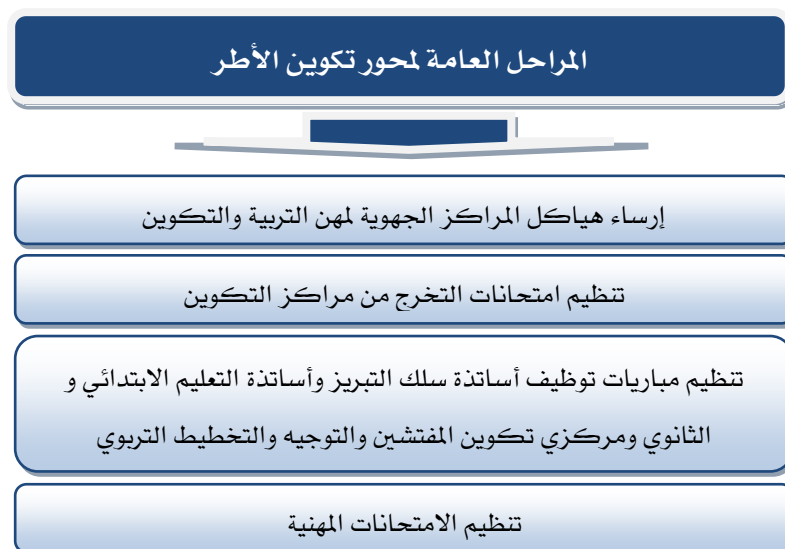 المراحل العامة لمحور تكوين الأطر
إرساء هياكل المراكز الجهوية لمهن التربية والتكوين
تنظيم امتحانات التخرج من مراكز التكوين
تنظيم مباريات توظيف أساتذة سلك التبريز وأساتذة التعليم الابتدائي و
الثانوي ومركزي تكوين المفتشين والتوجيه والتخطيط التربوي
تنظيم الامتحانات المهنية